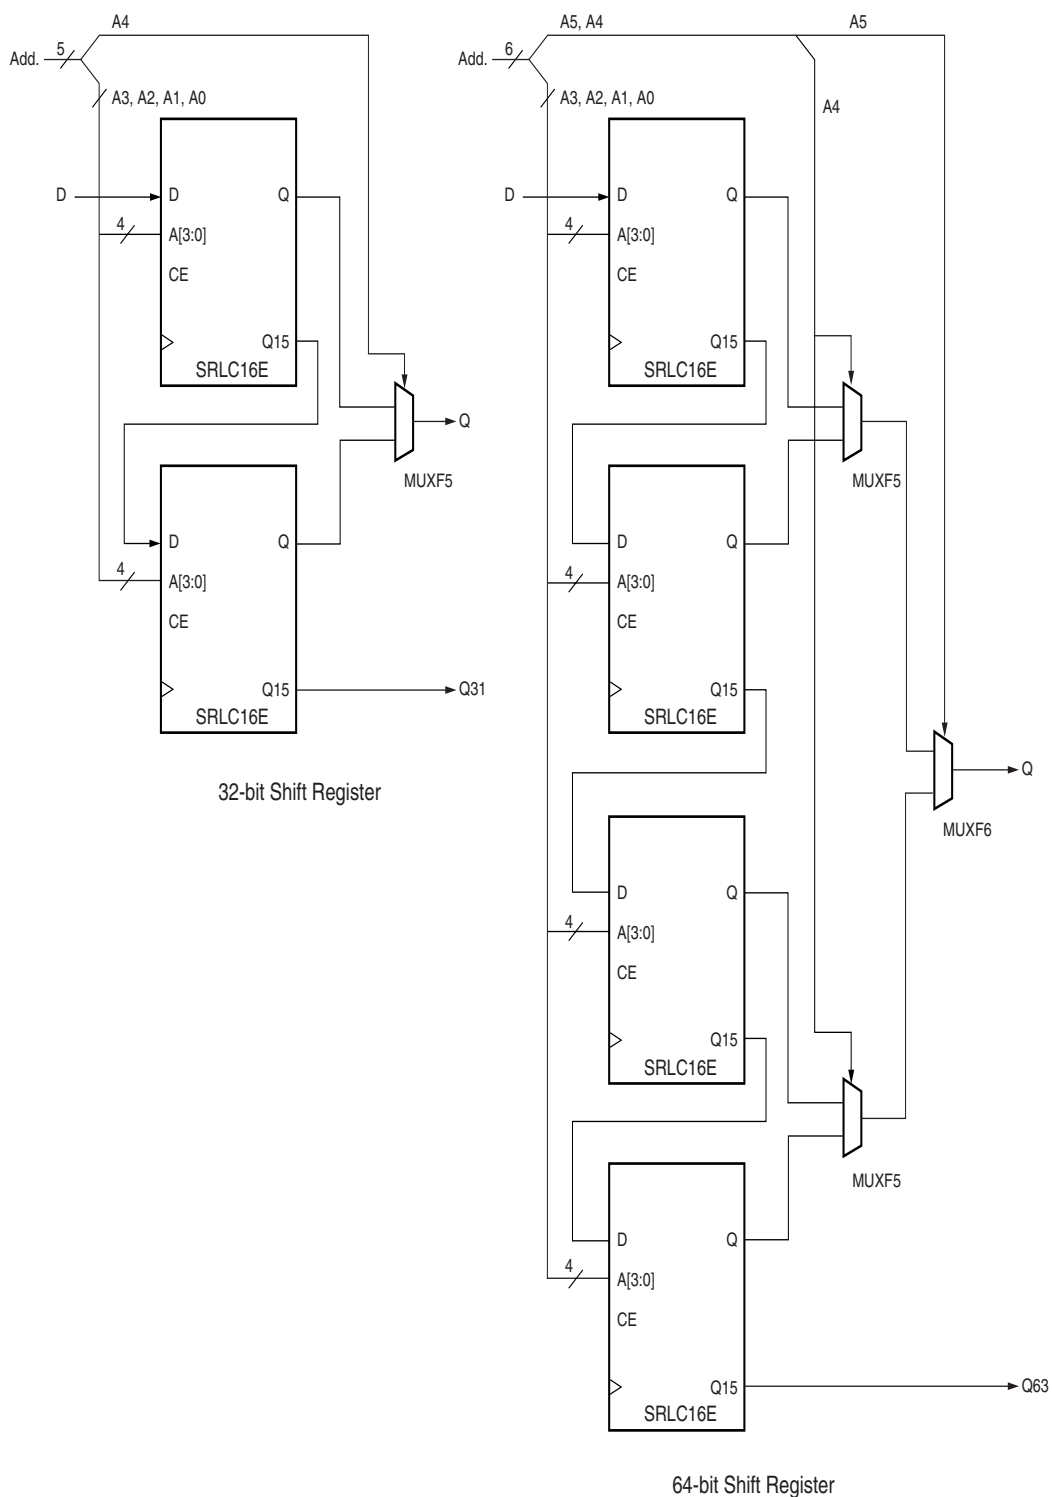 A4
5
Add.
A3, A2, A1, A0
D
D
Q
4
A[3:0]
CE
Q15
SRLC16E
Q
MUXF5
D
Q
4
A[3:0]
CE
Q15
Q31
SRLC16E
32-bit Shift Register
A5, A4
A5
6
Add.
A3, A2, A1, A0
A4
D
D
Q
4
A[3:0]
CE
Q15
SRLC16E
MUXF5
D
Q
4
A[3:0]
CE
Q15
SRLC16E
Q
MUXF6
D
Q
4
A[3:0]
CE
Q15
SRLC16E
MUXF5
D
Q
4
A[3:0]
CE
Q15
Q63
SRLC16E
64-bit Shift Register